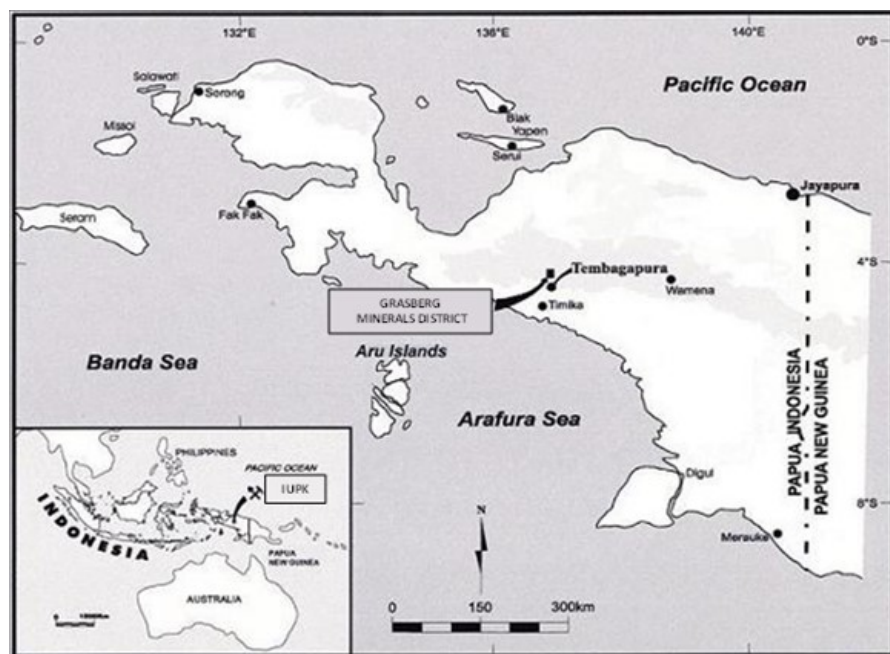 132°E
136°E
140°E
0°S
Pacific Ocean
Salawati
Sorong
Misool
Biak
Yapen
Serui
Jayapura
Fak Fak
Seram
4°S
Tembagapura
Wamena
GRASBERG
MINERALS DISTRICT
Timika
Aru Islands
Banda Sea
Arafura Sea
PAPUA, INDONESIA
PAPUA NEW GUINEA
Digul
8°S
Merauke
N
0 150 300km
PHILIPPINES
PACIFIC OCEAN
IUPK
INDONESIA
PAPUA
NEW GUINEA
AUSTRALIA
0